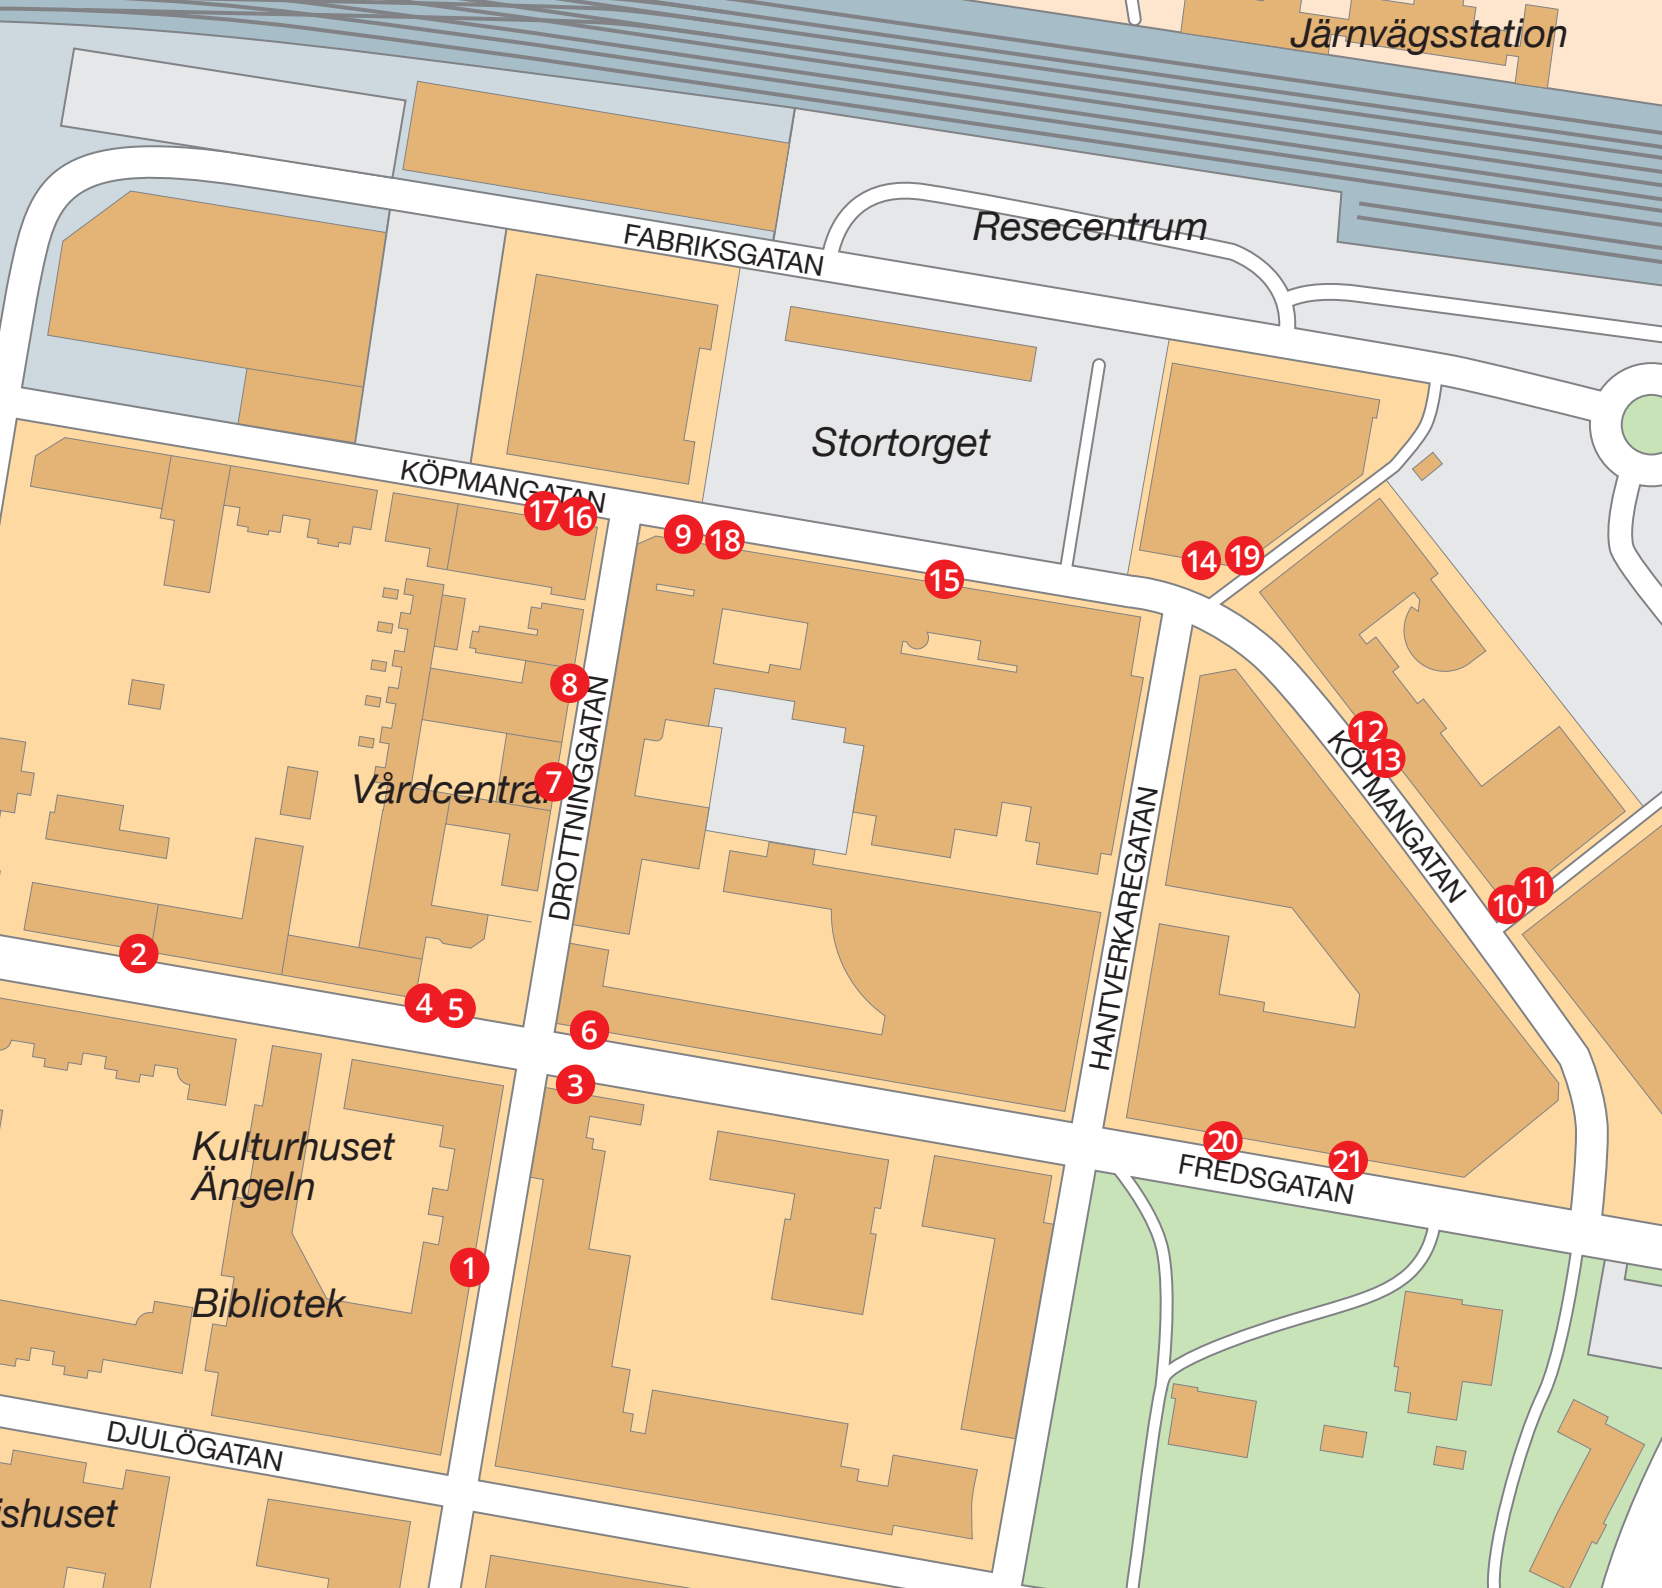 Järnvägsstation
Resecentrum
FABRIKSGATAN
Stortorget
KÖPMANGATAN
17
16
9
18
15
14
19
8
DROTTNINGGATAN
12
13
KÖPMANGATAN
Vårdcentral
7
HANTVERKAREGATAN
11
10
2
4
5
6
3
20
21
FREDSGATAN
Kulturhuset
Ängeln
1
Bibliotek
DJULÖGATAN
shuset